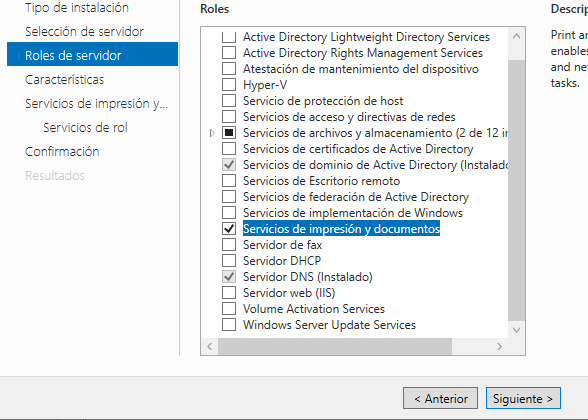 Tipo de instalación
Selección de servidor
Roles de servidor
Características
Servicios de impresión y...
Servicios de rol
Confirmación
Resultados
Roles
Active Directory Lightweight Directory Services
Active Directory Rights Management Services
Atestación de mantenimiento del dispositivo
Hyper-V
Servicio de protección de host
Servicios de acceso y directivas de redes
Servicios de archivos y almacenamiento (2 de 12 in
Servicios de certificados de Active Directory
Servicios de dominio de Active Directory (Instalado
Servicios de Escritorio remoto
Servicios de federación de Active Directory
Servicios de implementación de Windows
Servicios de impresión y documentos
Servidor de fax
Servidor DHCP
Servidor DNS (Instalado)
Servidor web (IIS)
Volume Activation Services
Windows Server Update Services
Descrip
Print an
enables
and ne
tasks.
< Anterior
Siguiente >